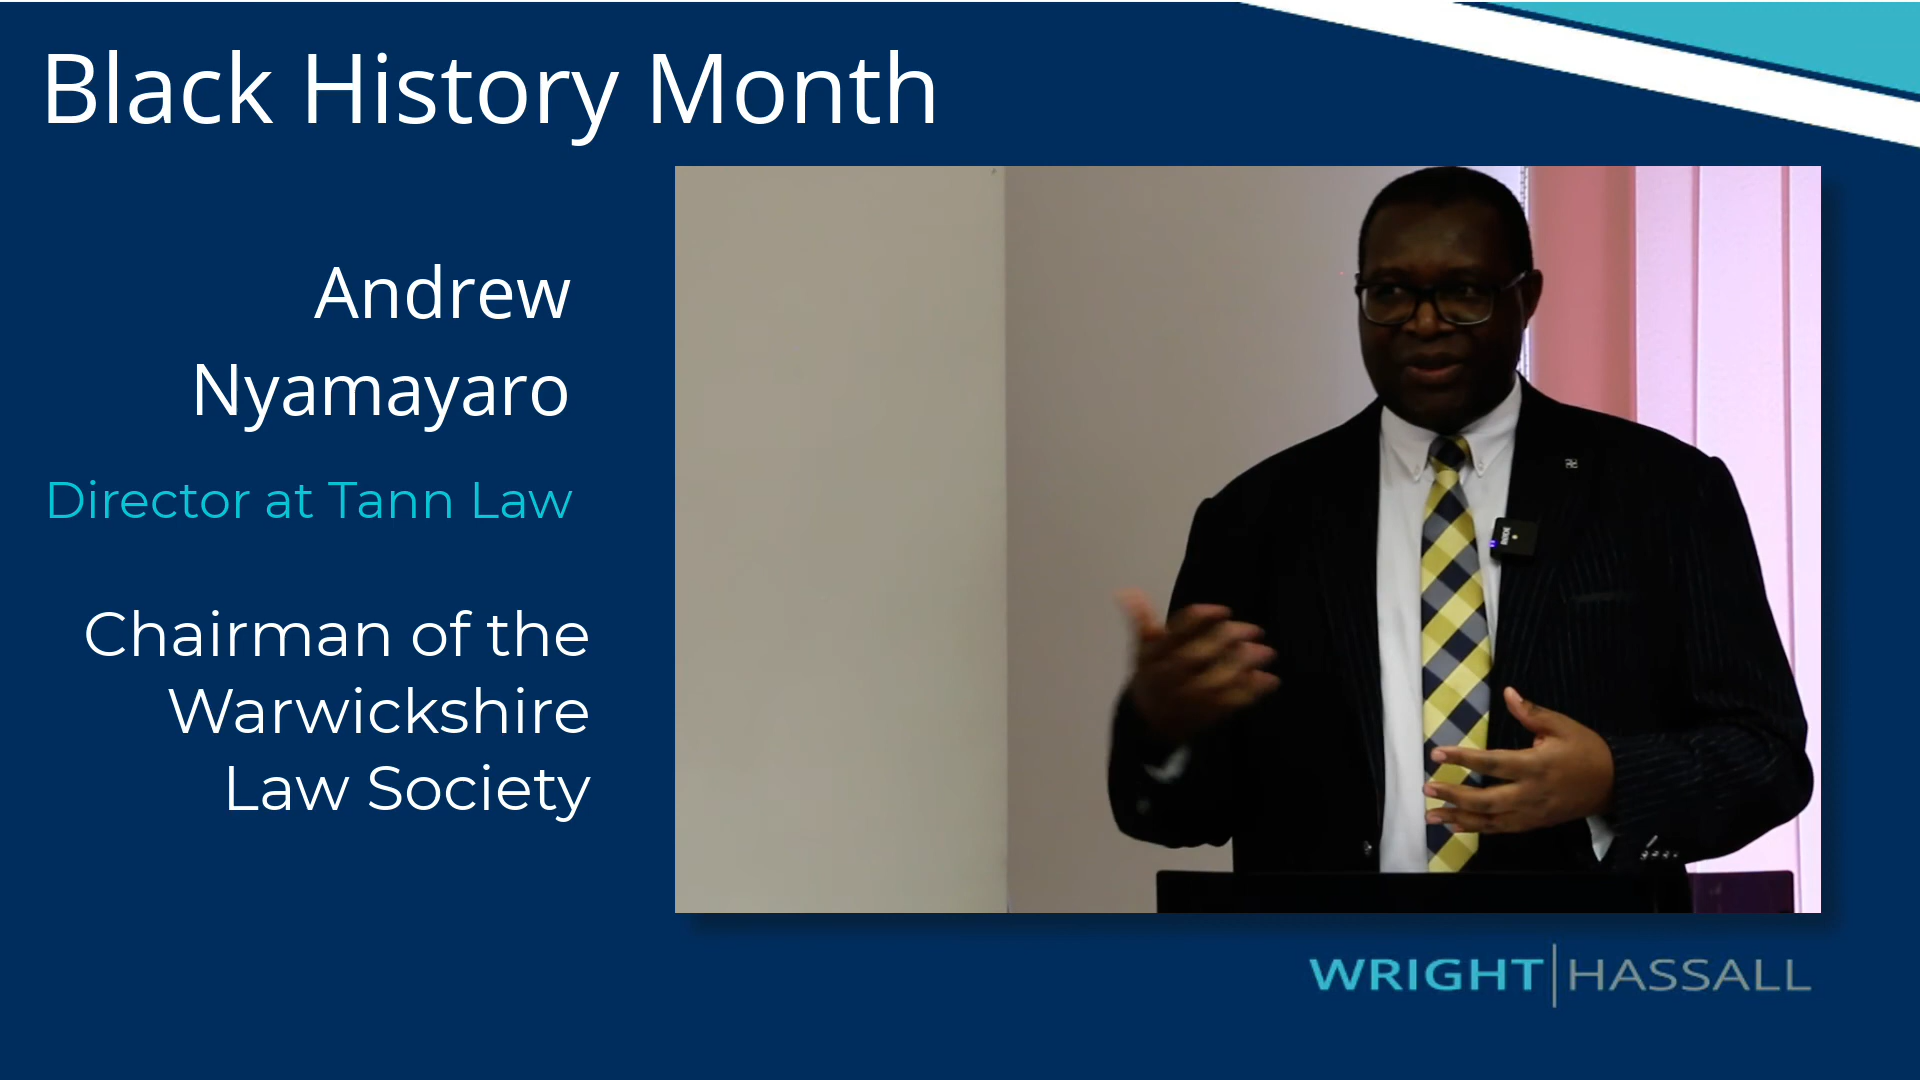 Black History Month
Andrew
Nyamayaro
Director at Tann Law
Chairman of the
Warwickshire
Law Society
WRIGHT|HASSALL